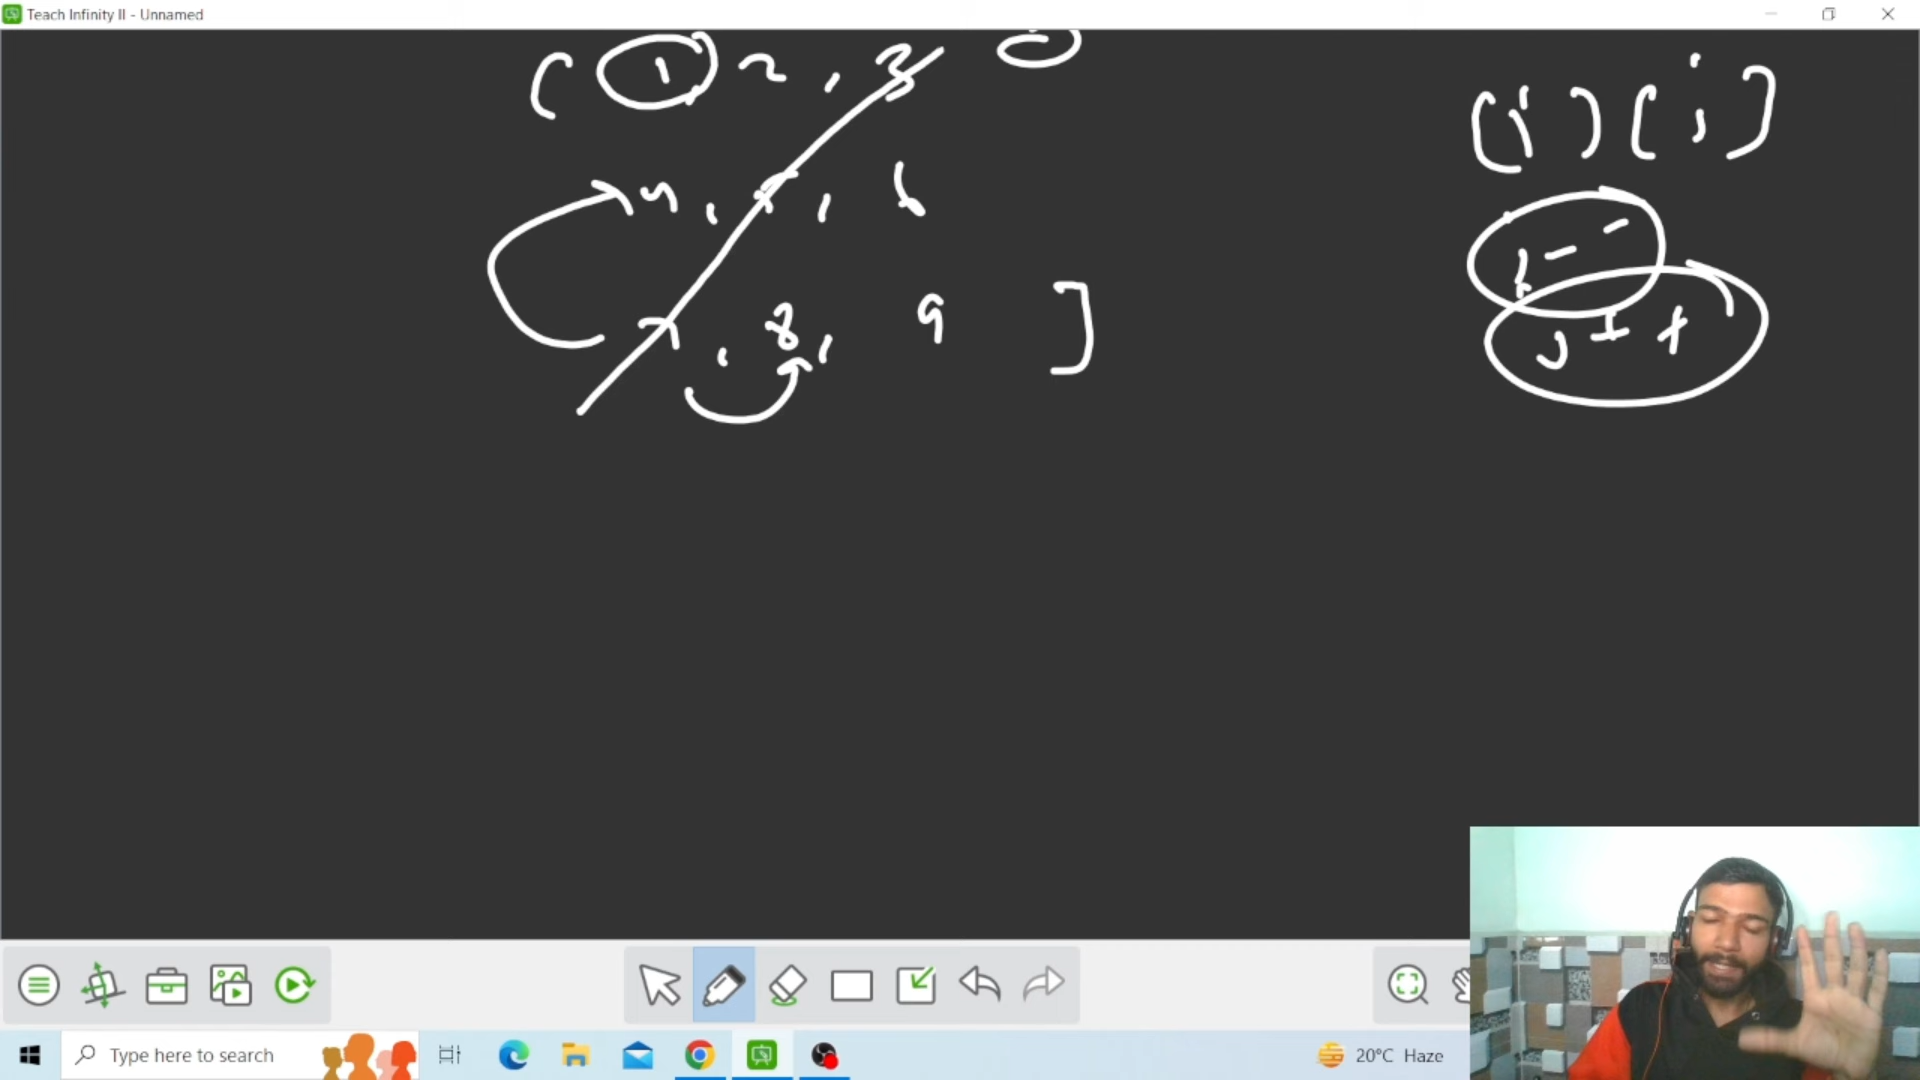 Teach Infinity II - Unnamed
( 1 2 , 3
[i][j]
4 , 5 , 6
i--
7 , 8 , 9 ]
j++
Type here to search
20°C Haze